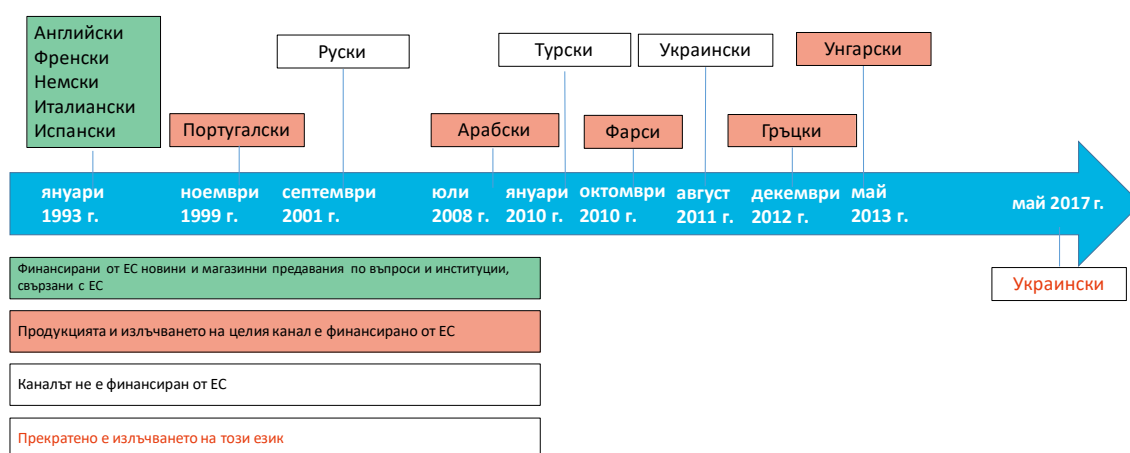 Английски
Френски
Немски
Италиански
Испански
Португалски
Руски
Арабски
Турски
Фарси
Украински
Гръцки
Унгарски
януари
1993 г.
ноември
1999 г.
септември
2001 г.
юли
2008 г.
януари
2010 г.
октомври
2010 г.
август
2011 г.
декември
2012 г.
май
2013 г.
май 2017 г.
Украински
Финансирани от ЕС новини и магазинни предавания по въпроси и институции,
свързани с ЕС
Продукцията и излъчването на целия канал е финансирано от ЕС
Каналът не е финансиран от ЕС
Прекратено е излъчването на този език